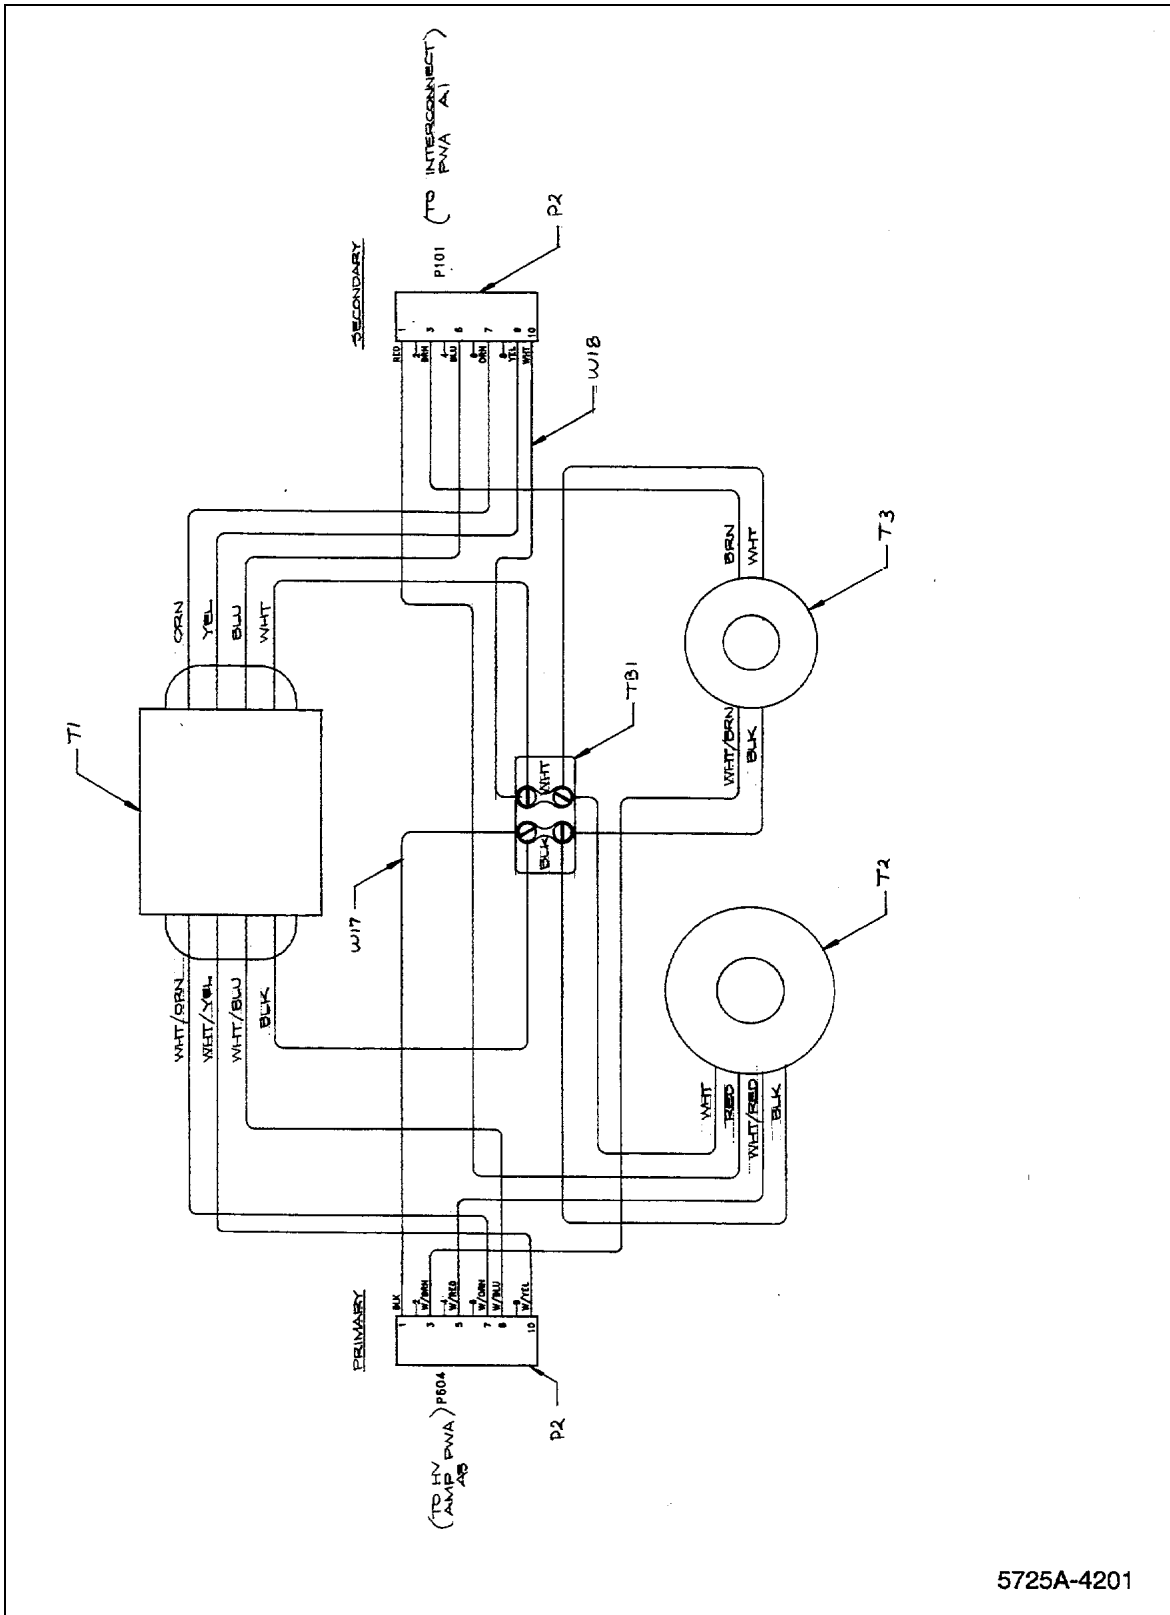 (TO INTERCONNECT)
PWA A1
P101
SECONDARY
P2
1
3
6
7
9
10
RED
2
BRN
4
BLU
ORN
8
YEL
WHT
W18
ORN
YEL
BLU
WHT
T1
BRN
WHT
T3
WHT/BRN
BLK
TB1
WHT
BLK
W17
T2
WHT/ORN
WHT/YEL
WHT/BLU
BLK
WHT
RED
WHT/RED
BLK
PRIMARY
BLK
2
W/BRN
4
W/RED
6
W/ORN
W/BLU
9
W/YEL
1
3
5
7
8
10
P604
P2
(TO HV
AMP PWA)
5725A-4201